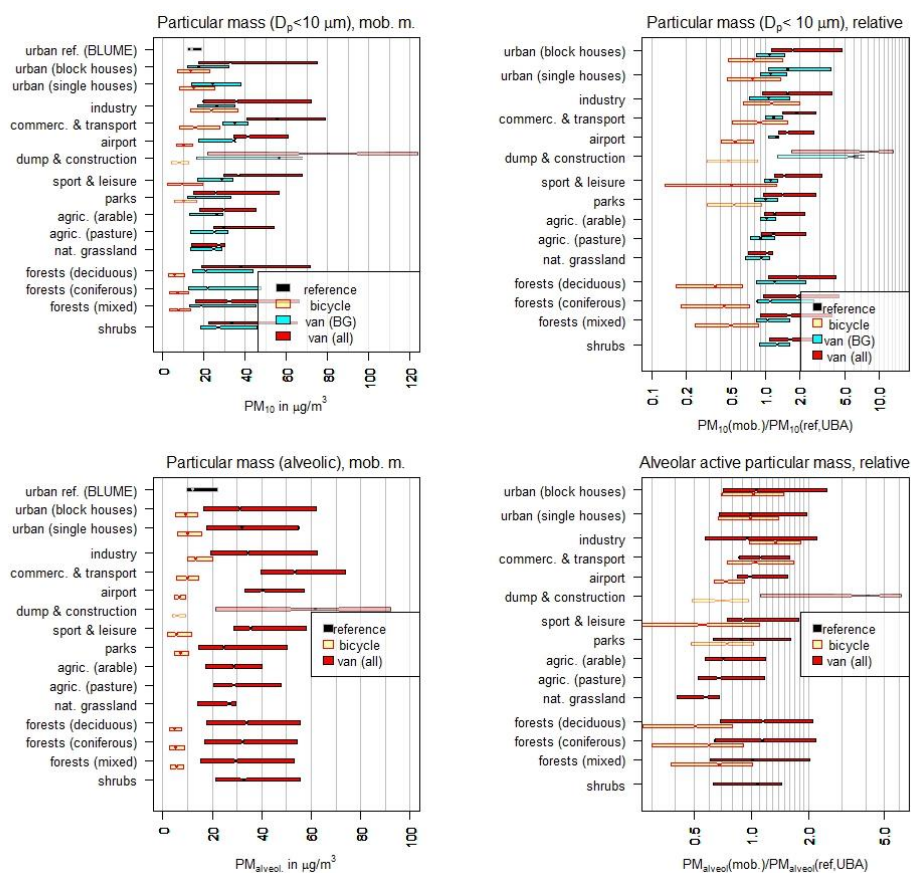 Particular mass (Dp<10 μm), mob. m.
urban ref. (BLUME)
urban (block houses)
urban (single houses)
industry
commerc. & transport
airport
dump & construction
sport & leisure
parks
agric. (arable)
agric. (pasture)
nat. grassland
forests (deciduous)
forests (coniferous)
forests (mixed)
shrubs
reference
bicycle
van (BG)
van (all)
0 20 40 60 80 100 120
PM10 in μg/m3
Particular mass (Dp< 10 μm), relative
urban (block houses)
urban (single houses)
industry
commerc. & transport
airport
dump & construction
sport & leisure
parks
agric. (arable)
agric. (pasture)
nat. grassland
forests (deciduous)
forests (coniferous)
forests (mixed)
shrubs
reference
bicycle
van (BG)
van (all)
0.1 0.2 0.5 1.0 2.0 5.0 10.0
PM10(mob.)/PM10(ref,UBA)
Particular mass (alveolic), mob. m.
urban ref. (BLUME)
urban (block houses)
urban (single houses)
industry
commerc. & transport
airport
dump & construction
sport & leisure
parks
agric. (arable)
agric. (pasture)
nat. grassland
forests (deciduous)
forests (coniferous)
forests (mixed)
shrubs
reference
bicycle
van (all)
0 20 40 60 80 100
PMalveol. in μg/m3
Alveolar active particular mass, relative
urban (block houses)
urban (single houses)
industry
commerc. & transport
airport
dump & construction
sport & leisure
parks
agric. (arable)
agric. (pasture)
nat. grassland
forests (deciduous)
forests (coniferous)
forests (mixed)
shrubs
reference
bicycle
van (all)
0.5 1.0 2.0 5.0
PMalveol(mob.)/PMalveol(ref,UBA)